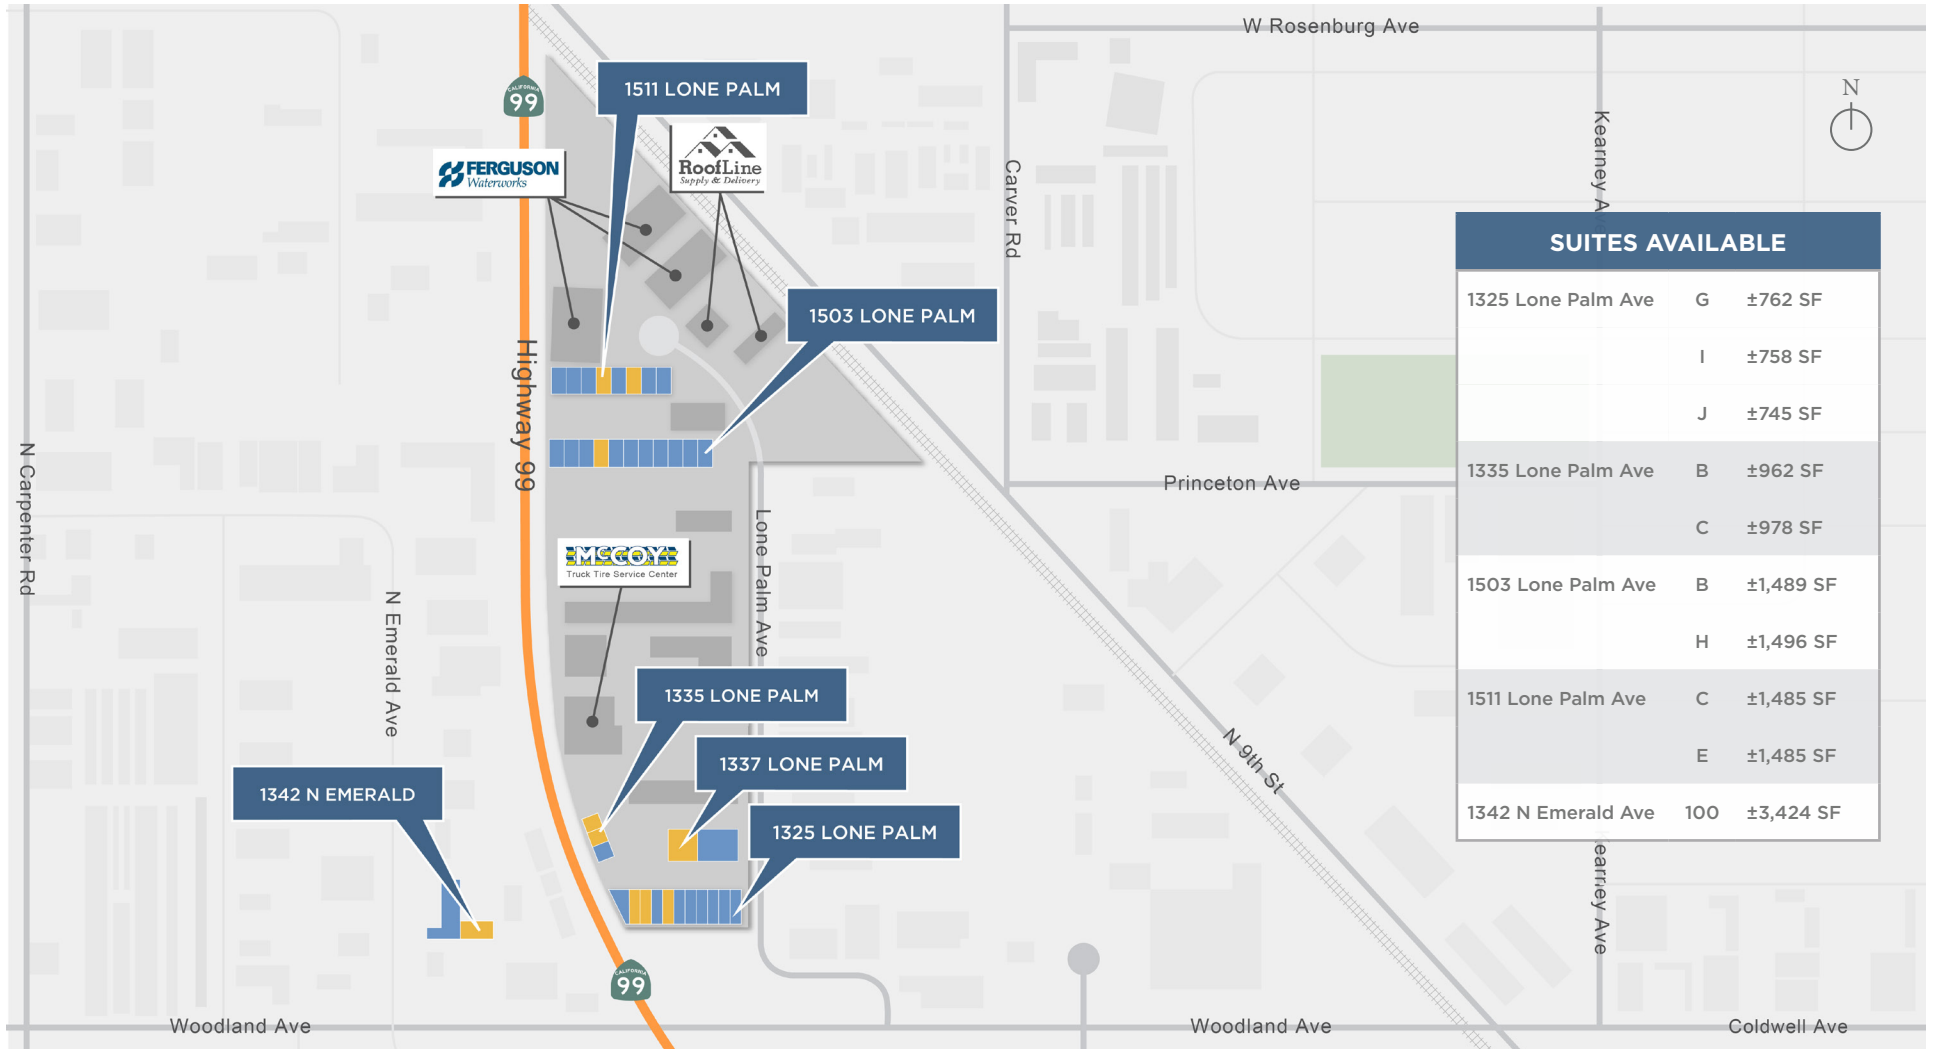 W Rosenburg Ave
N
CALIFORNIA
99
1511 LONE PALM
Kearney A
FERGUSON
Waterworks
RoofLine
Supply & Delivery
Carver Rd
SUITES AVAILABLE
1325 Lone Palm Ave G ±762 SF
I ±758 SF
J ±745 SF
1335 Lone Palm Ave B ±962 SF
C ±978 SF
1503 Lone Palm Ave B ±1,489 SF
H ±1,496 SF
1511 Lone Palm Ave C ±1,485 SF
E ±1,485 SF
1342 N Emerald Ave 100 ±3,424 SF
1503 LONE PALM
Highway 99
N Carpenter Rd
Princeton Ave
Lone Palm Ave
McCOY
Truck Tire Service Center
N Emerald Ave
1335 LONE PALM
1337 LONE PALM
N 9th St
1342 N EMERALD
1325 LONE PALM
Kearney Ave
CALIFORNIA
99
Woodland Ave
Woodland Ave
Coldwell Ave